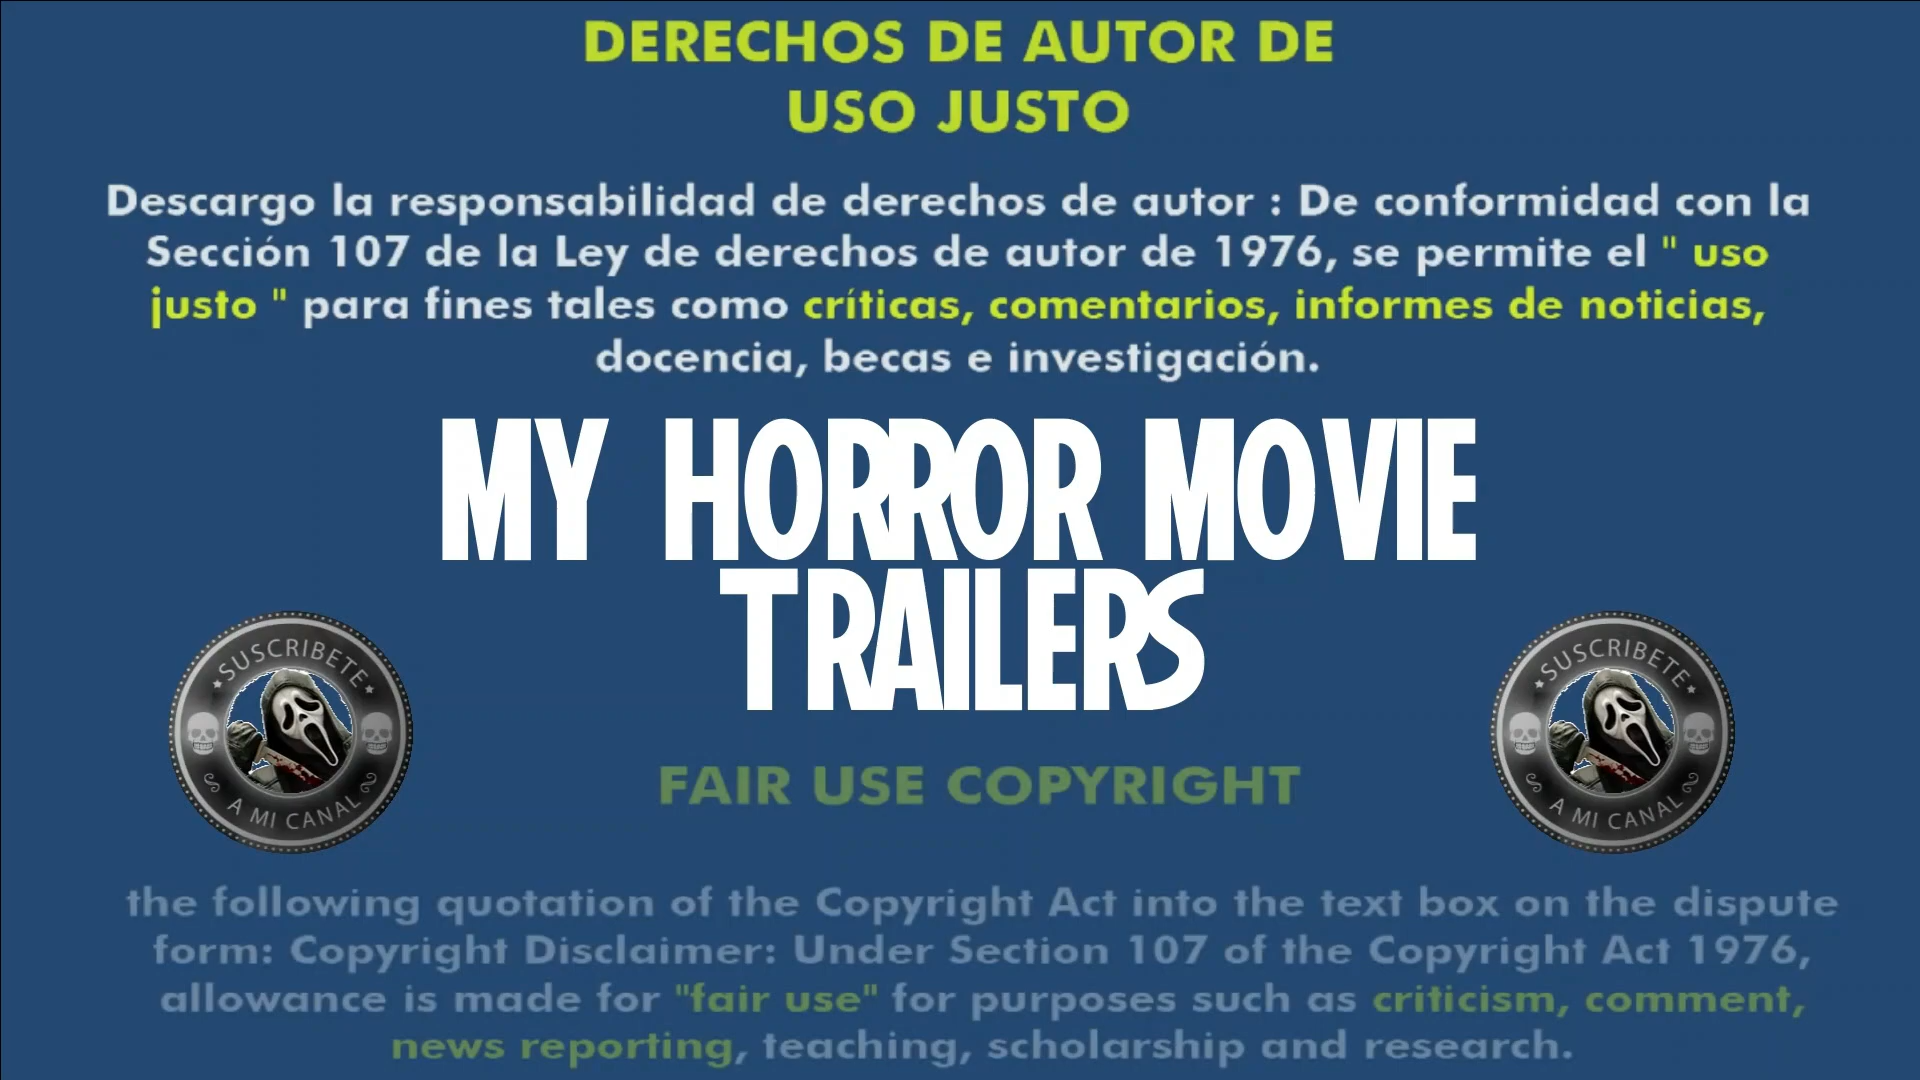 DERECHOS DE AUTOR DE
USO JUSTO
Descargo la responsabilidad de derechos de autor : De conformidad con la
Sección 107 de la Ley de derechos de autor de 1976, se permite el " uso
justo " para fines tales como críticas, comentarios, informes de noticias,
docencia, becas e investigación.
MY HORROR MOVIE
TRAILERS
SUSCRIBETE
A MI CANAL
SUSCRIBETE
A MI CANAL
FAIR USE COPYRIGHT
the following quotation of the Copyright Act into the text box on the dispute
form: Copyright Disclaimer: Under Section 107 of the Copyright Act 1976,
allowance is made for "fair use" for purposes such as criticism, comment,
news reporting, teaching, scholarship and research.